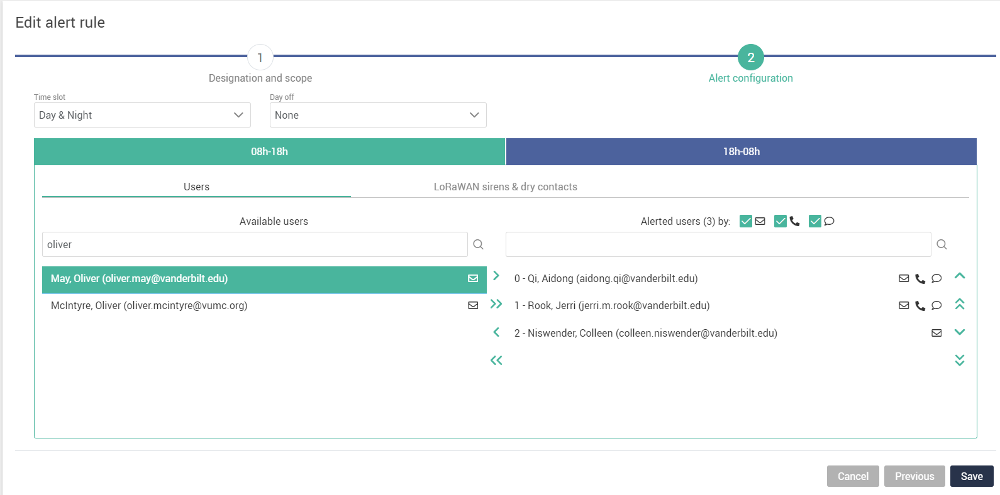 Edit alert rule
1
2
Designation and scope
Alert configuration
Time slot
Day off
Day & Night
None
08h-18h
18h-08h
Users
LoRaWAN sirens & dry contacts
Available users
Alerted users (3) by:
oliver
May, Oliver (oliver.may@vanderbilt.edu)
McIntyre, Oliver (oliver.mcintyre@vumc.org)
0 - Qi, Aidong (aidong.qi@vanderbilt.edu)
1 - Rook, Jerri (jerri.m.rook@vanderbilt.edu)
2 - Niswender, Colleen (colleen.niswender@vanderbilt.edu)
Cancel
Previous
Save